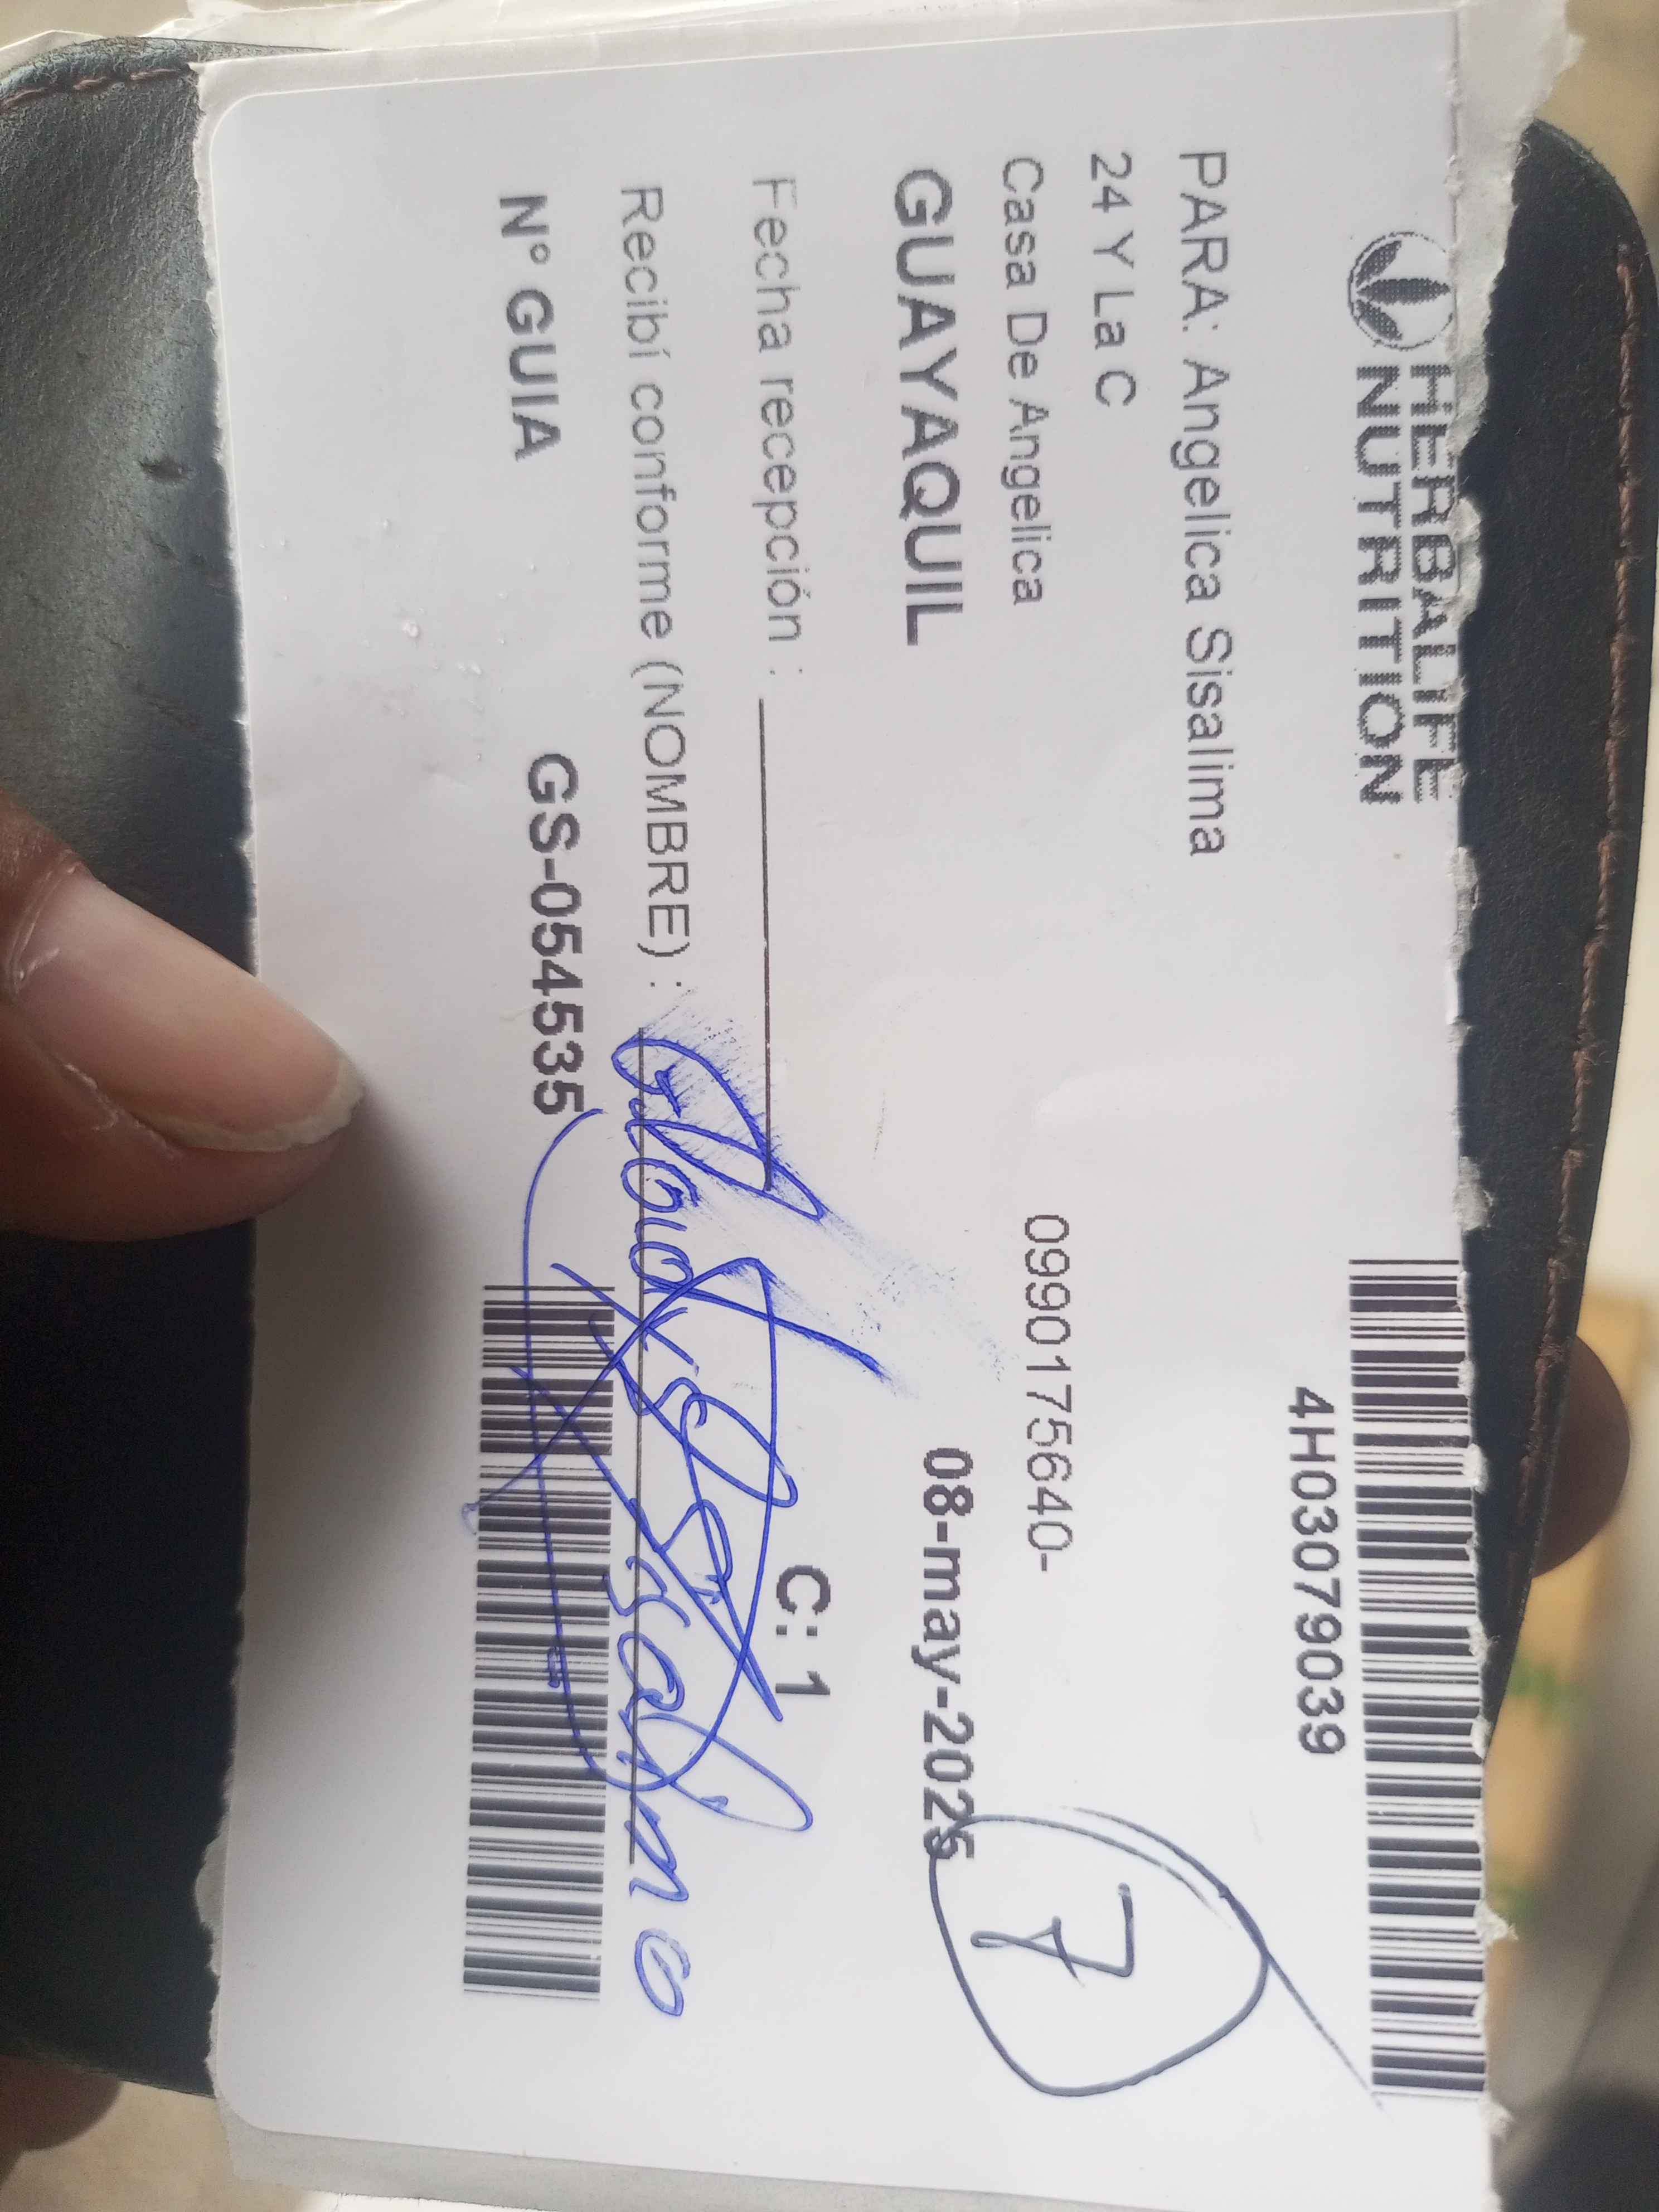 HERBALIFE
NUTRITION
4H03079039
PARA: Angelica Sisalima
24 Y La C
Casa De Angelica
0990175640-
GUAYAQUIL
08-may-2025
7
Fecha recepción :
C: 1
Recibí conforme (NOMBRE) :
N° GUIA
GS-054535